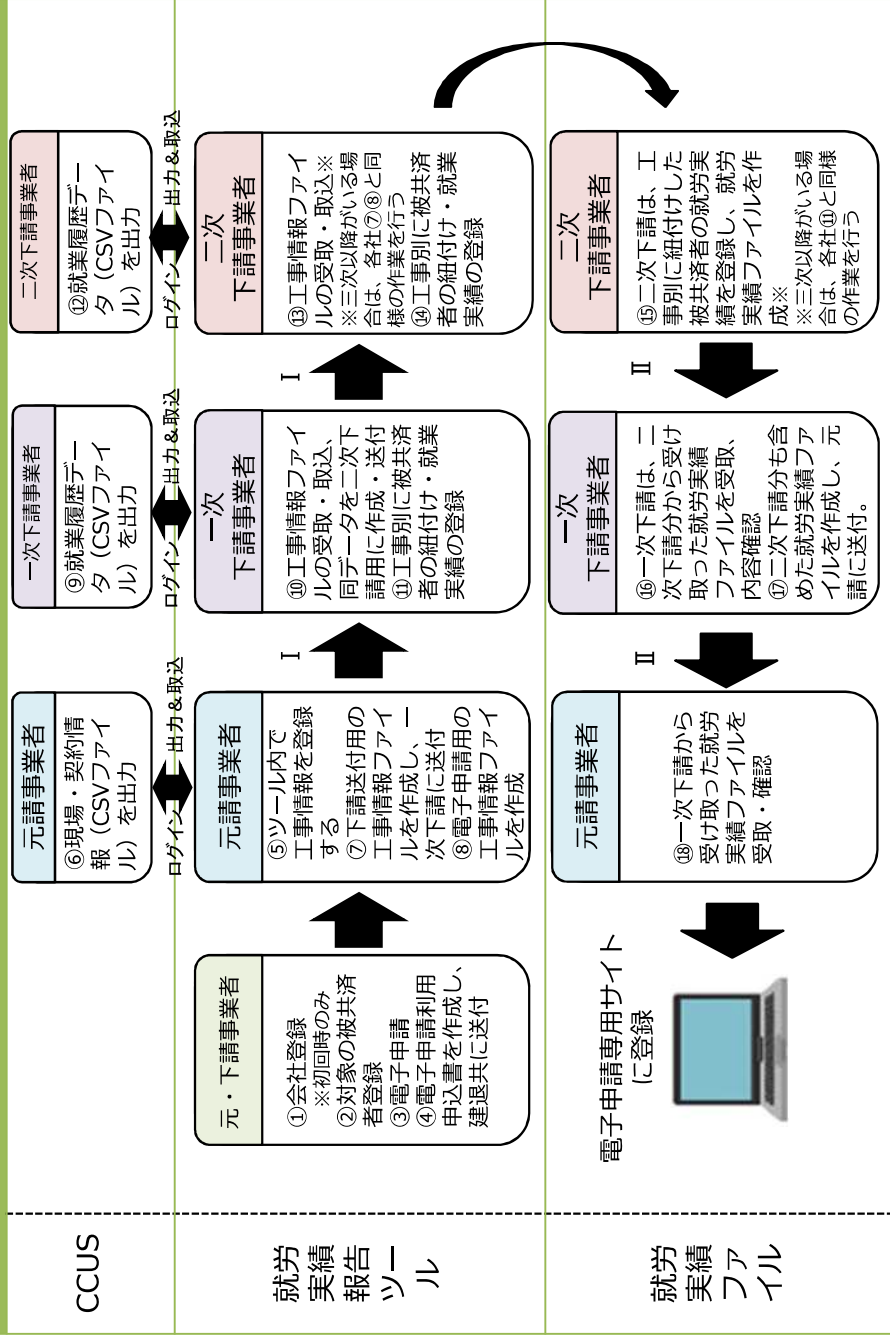 CCUS
元請事業者
⑥現場・契約情
報（CSVファイ
ル）を出力
一次下請事業者
⑨就業履歴デー
タ（CSVファイ
ル）を出力
二次下請事業者
⑫就業履歴デー
タ（CSVファイ
ル）を出力
ログイン
出力&取込
ログイン
出力&取込
ログイン
出力&取込
就労
実績
報告
ツー
ル
元・下請事業者
①会社登録
※初回時のみ
②対象の被共済
者登録
③電子申請
④電子申請利用
申込書を作成し、
建退共に送付
元請事業者
⑤ツール内で
工事情報を登録
する
⑦下請送付用の
工事情報ファイ
ルを作成し、一
次下請に送付
⑧電子申請用の
工事情報ファイ
ルを作成
Ⅰ
一次
下請事業者
⑩工事情報ファイ
ルの受取・取込、
同データを二次下
請用に作成・送付
⑪工事別に被共済
者の紐付け・就業
実績の登録
Ⅰ
二次
下請事業者
⑬工事情報ファイ
ルの受取・取込※
※三次以降がいる場
合は、各社⑦⑧と同
様の作業を行う
⑭工事別に被共済
者の紐付け・就業
実績の登録
就労
実績
ファ
イル
電子申請専用サイト
に登録
元請事業者
⑱一次下請から
受け取った就労
実績ファイルを
受取・確認
Ⅱ
一次
下請事業者
⑯一次下請は、二
次下請分から受け
取った就労実績
ファイルを受取、
内容確認
⑰二次下請分も含
めた就労実績ファ
イルを作成し、元
請に送付。
Ⅱ
二次
下請事業者
⑮二次下請は、工
事別に紐付けした
被共済者の就労実
績を登録し、就労
実績ファイルを作
成※
※三次以降がいる場
合は、各社⑪と同様
の作業を行う